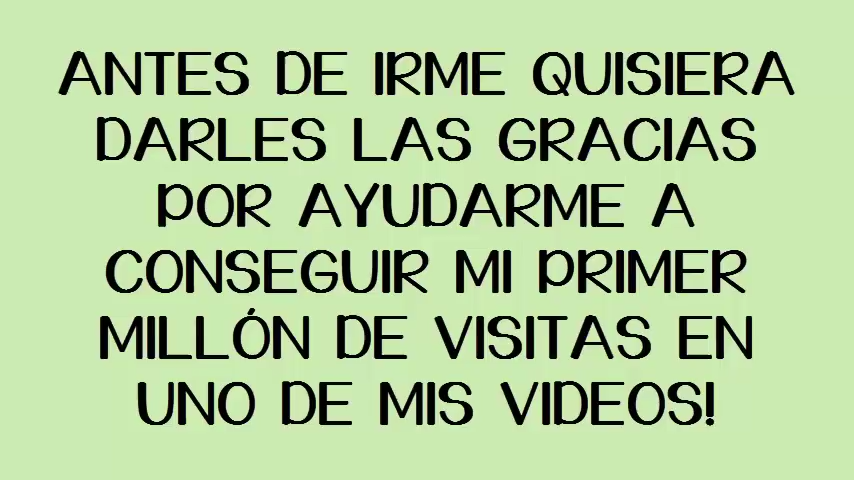 ANTES DE IRME QUISIERA
DARLES LAS GRACIAS
POR AYUDARME A
CONSEGUIR MI PRIMER
MILLÓN DE VISITAS EN
UNO DE MIS VIDEOS!